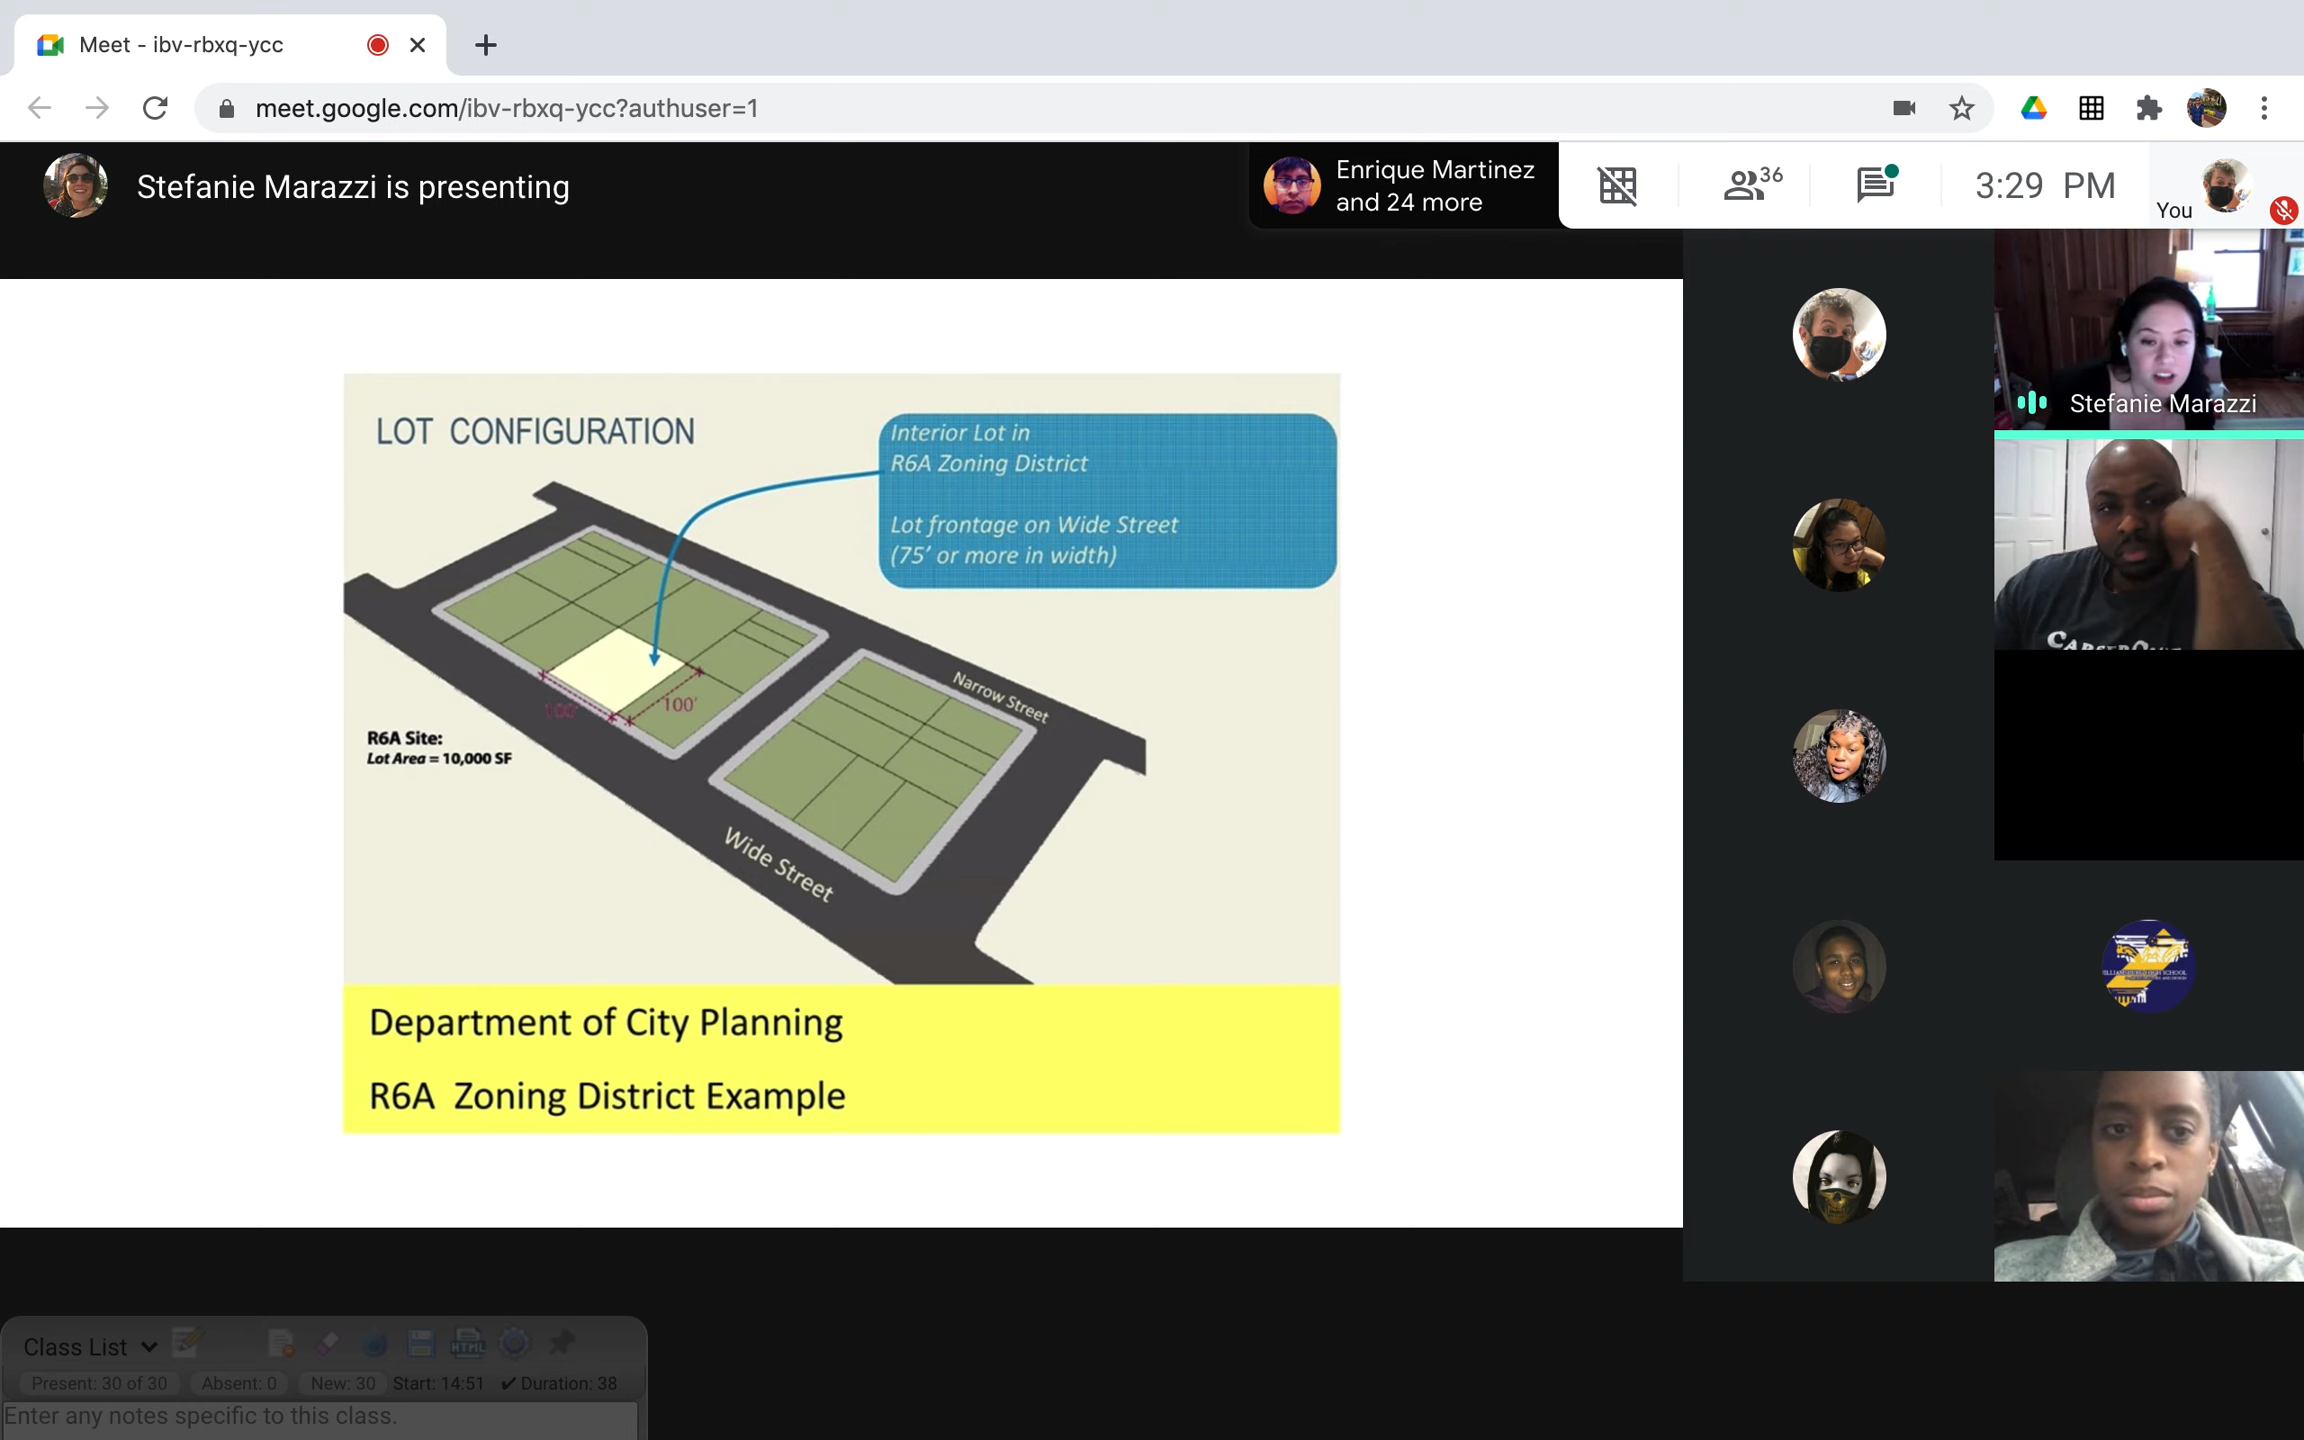 Meet - ibv-rbxq-ycc
meet.google.com/ibv-rbxq-ycc?authuser=1
Stefanie Marazzi is presenting
Enrique Martinez
and 24 more
36
3:29 PM
You
LOT CONFIGURATION
Interior Lot in
R6A Zoning District
Lot frontage on Wide Street
(75' or more in width)
Narrow Street
100'
100'
R6A Site:
Lot Area = 10,000 SF
Wide Street
Department of City Planning
R6A Zoning District Example
Stefanie Marazzi
Class List
HTML
Present: 30 of 30
Absent: 0
New: 30
Start: 14:51
✔ Duration: 38
Enter any notes specific to this class.